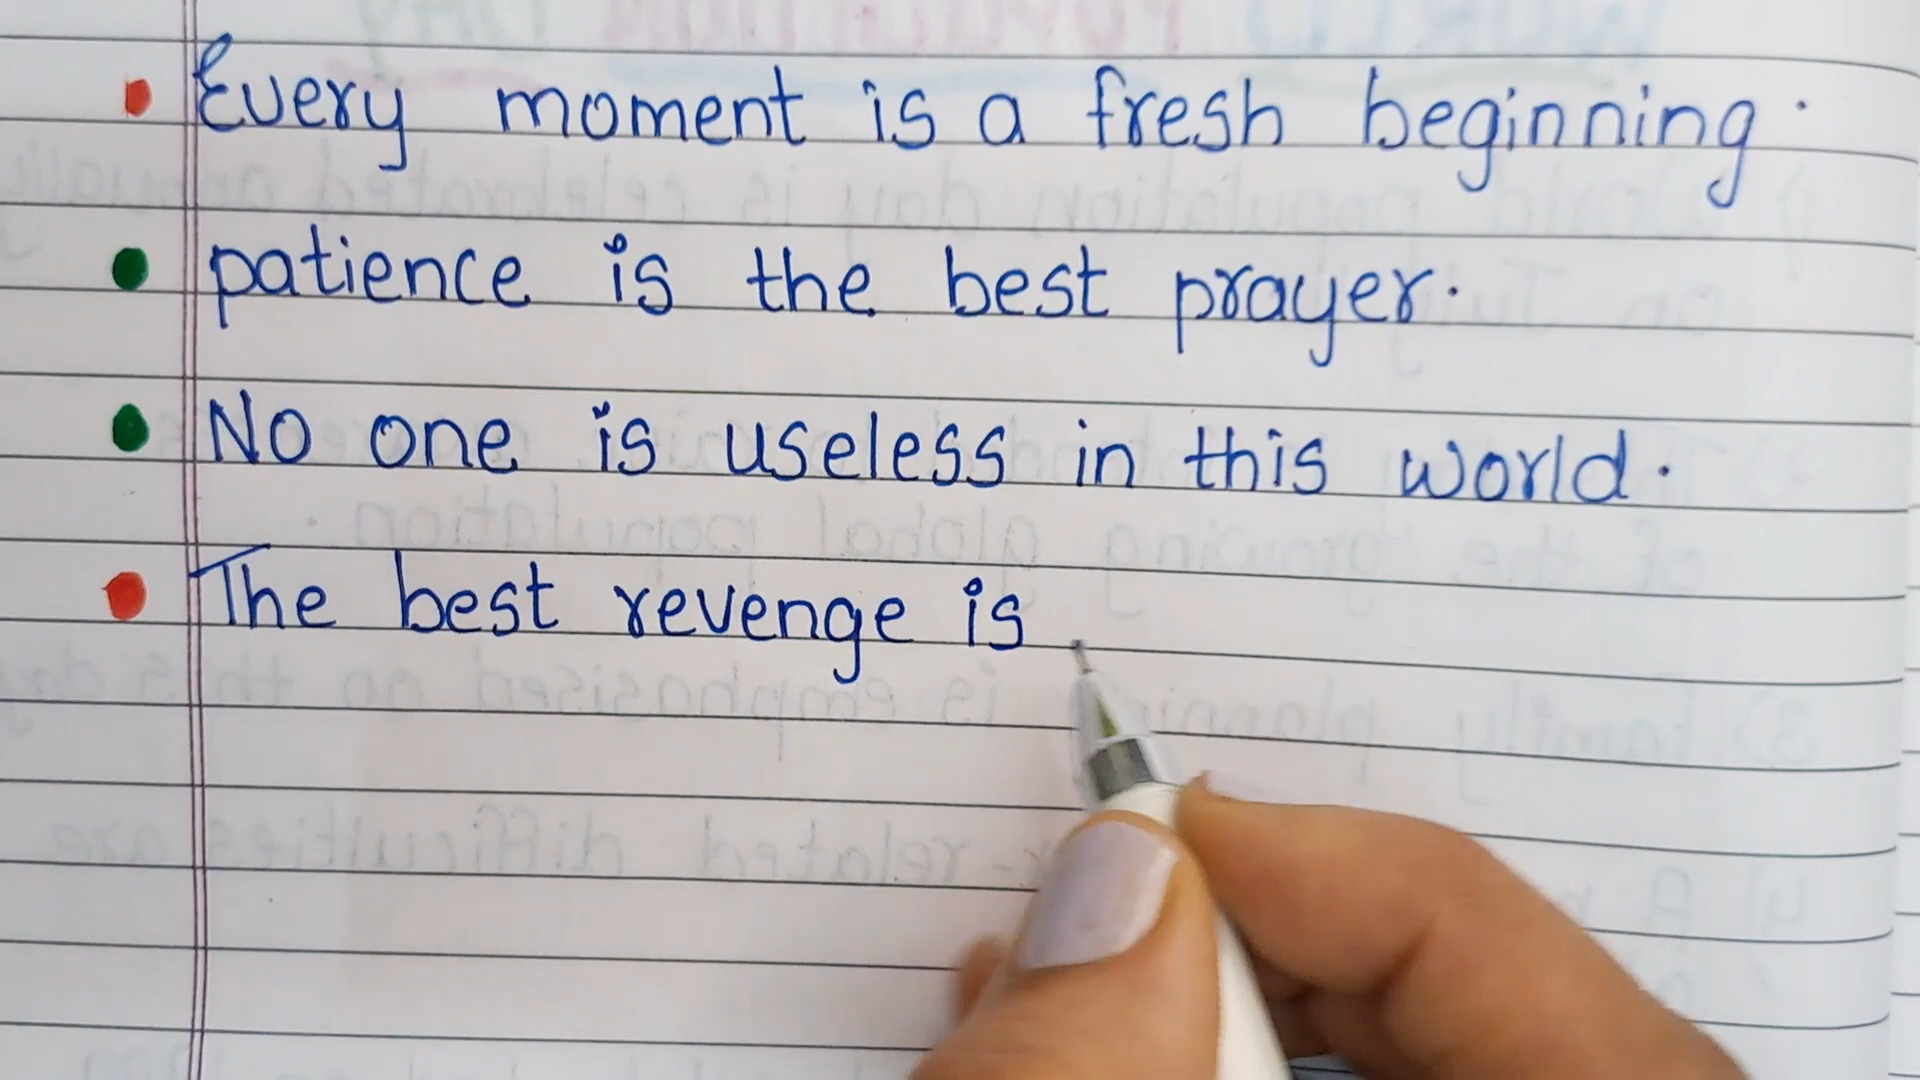 Every moment is a fresh beginning.
patience is the best prayer.
No one is useless in this world.
The best revenge is